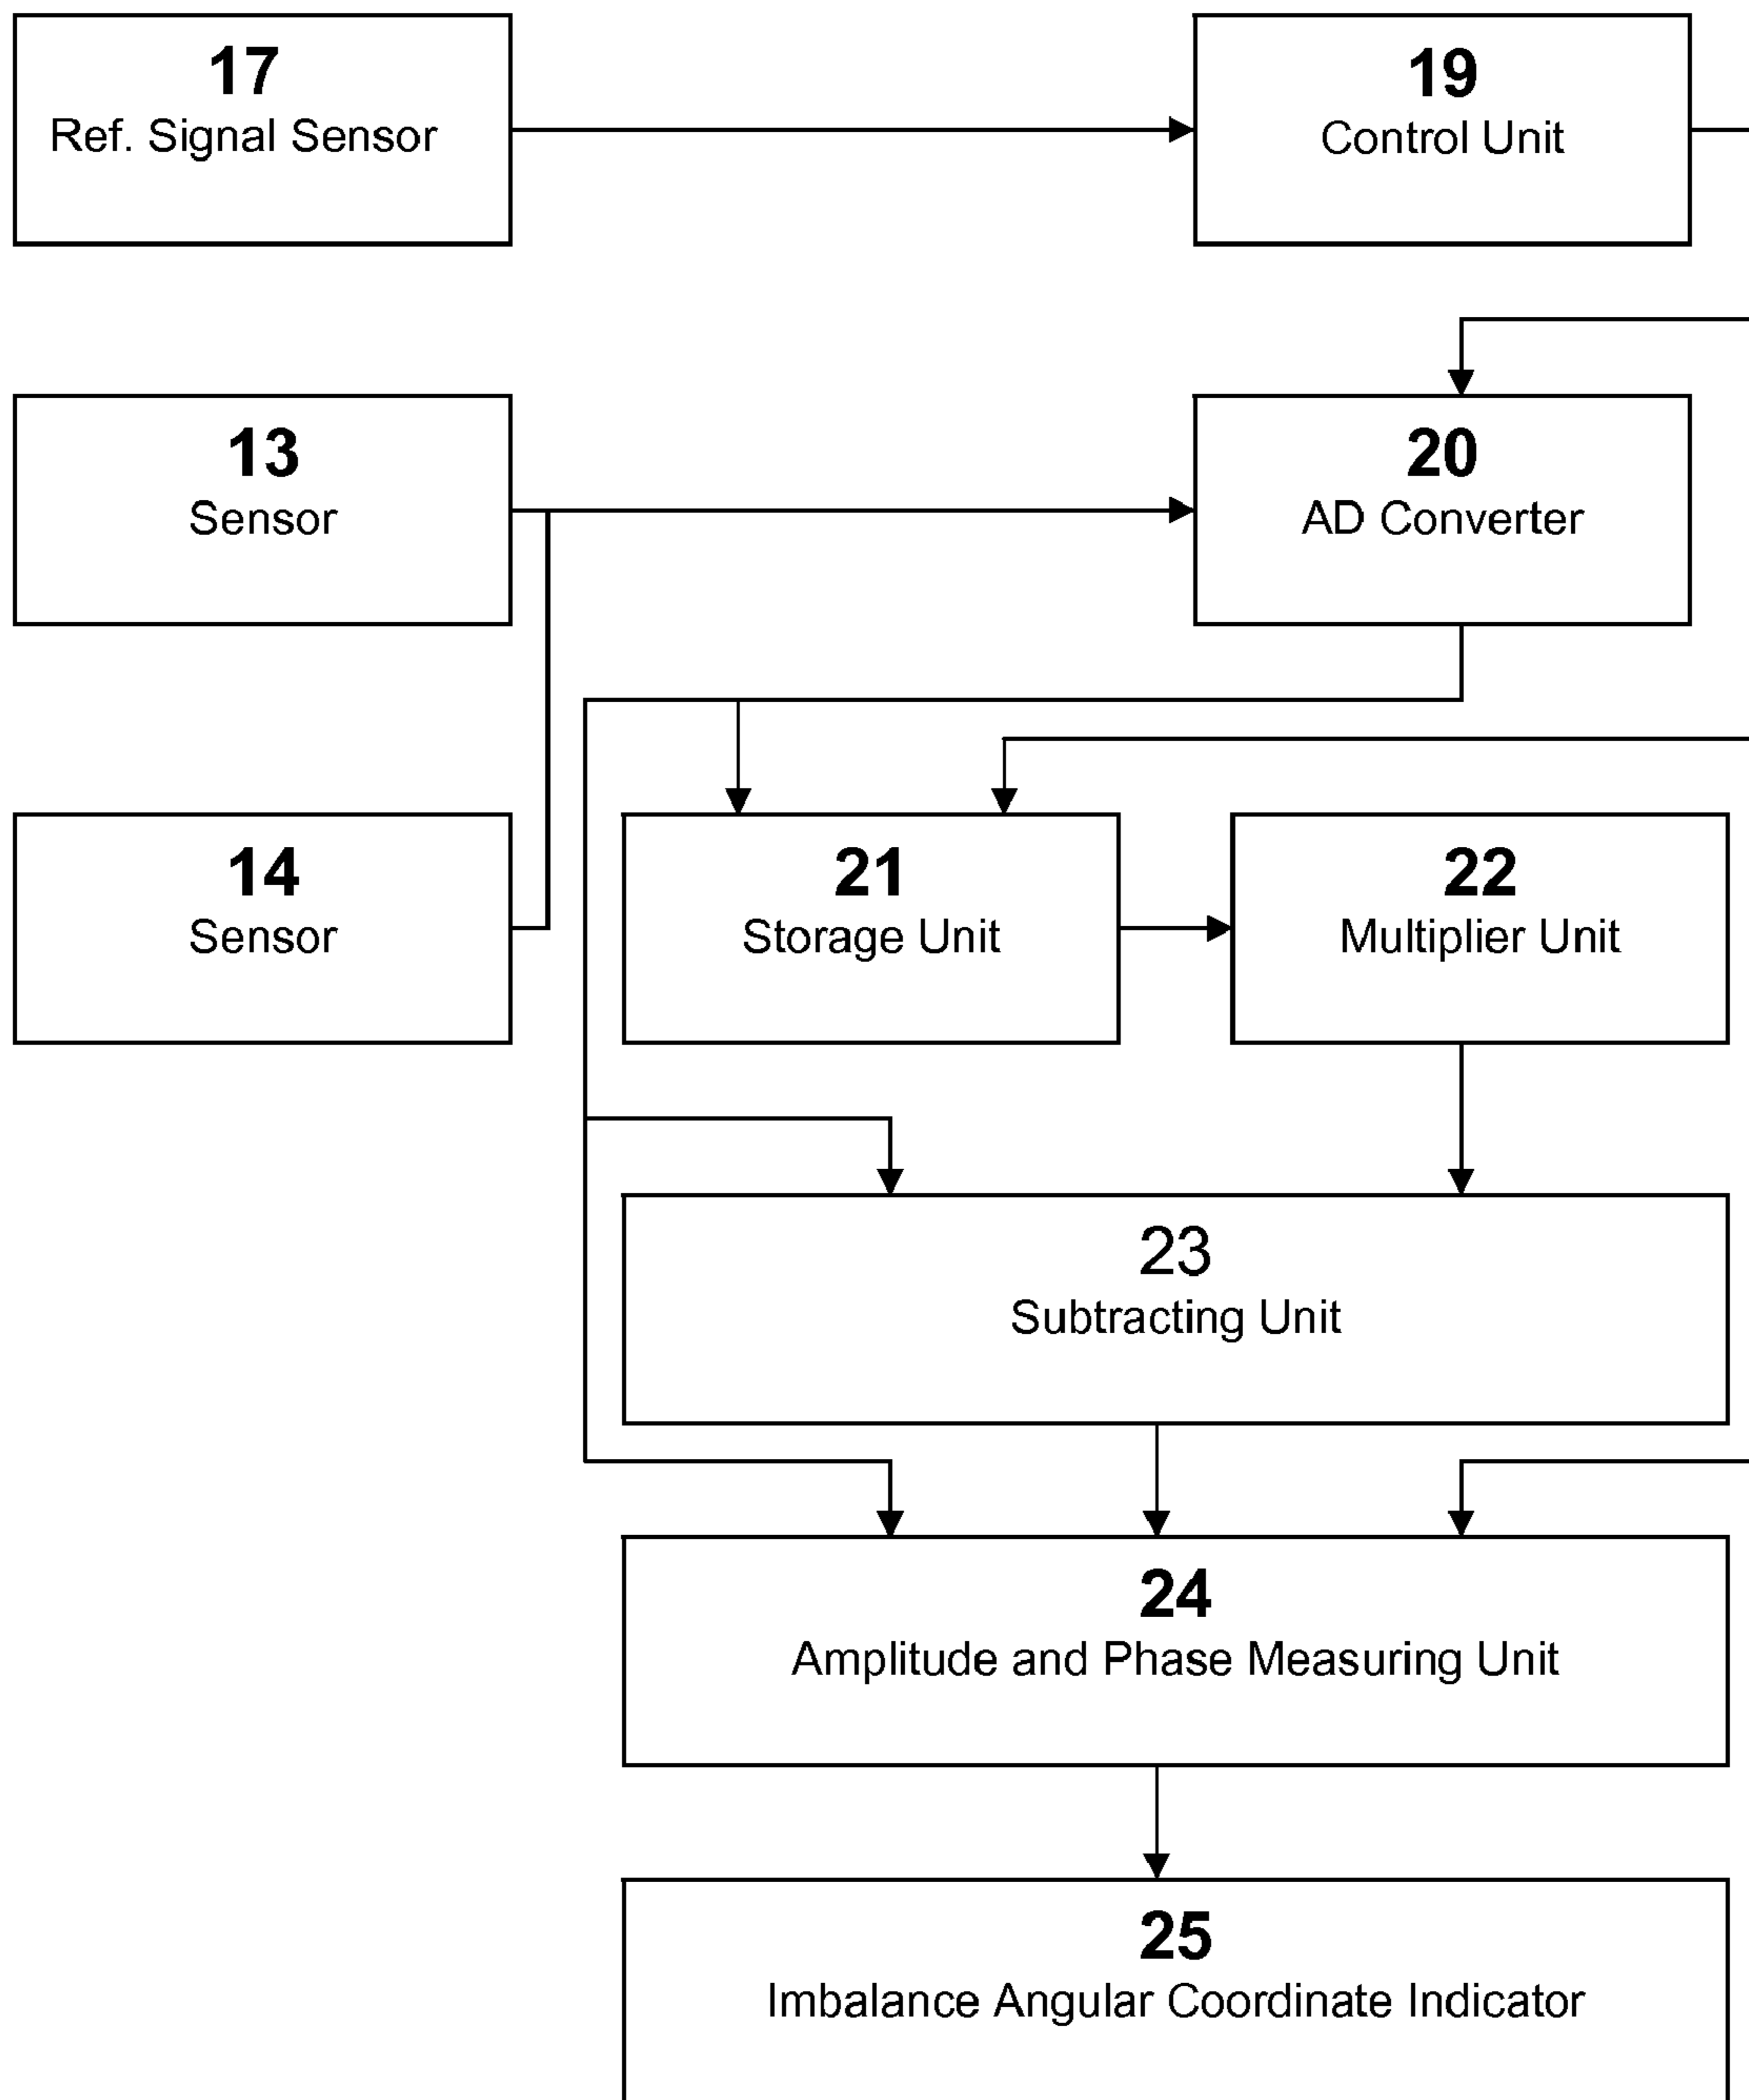 17
Ref. Signal Sensor
19
Control Unit
13
Sensor
20
AD Converter
14
Sensor
21
Storage Unit
22
Multiplier Unit
23
Subtracting Unit
24
Amplitude and Phase Measuring Unit
25
Imbalance Angular Coordinate Indicator